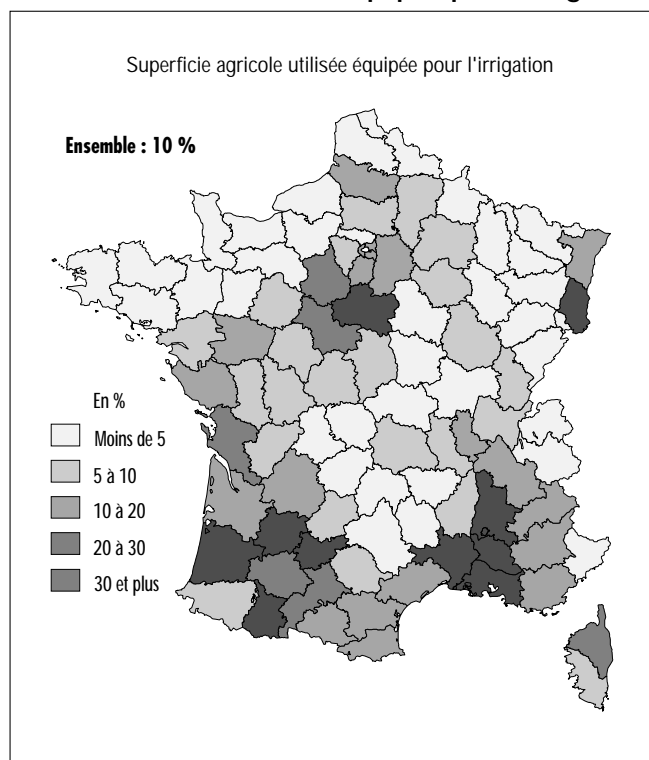 Superficie agricole utilisée équipée pour l'irrigation
Ensemble : 10 %
En %
Moins de 5
5 à 10
10 à 20
20 à 30
30 et plus